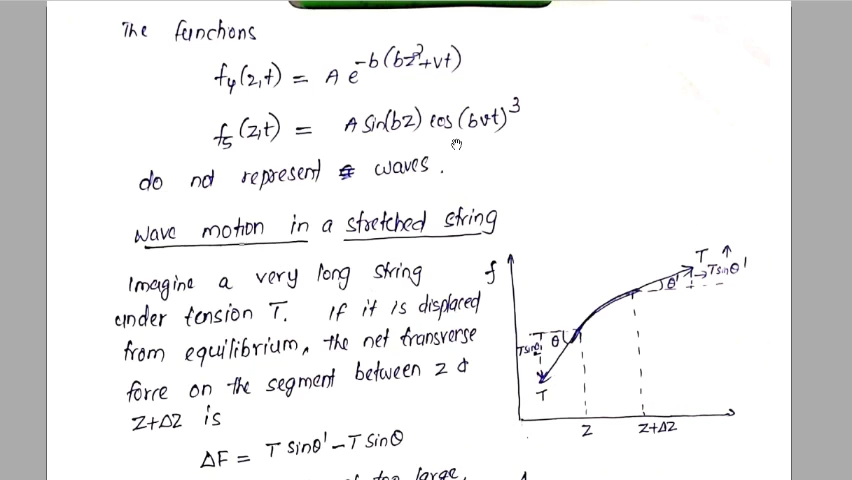 The functions
f₄(z,t) = A e^-b(bz²+vt)
f₅(z,t) = A sin(bz) cos(bvt)³
do not represent waves.
Wave motion in a stretched string
Imagine a very long string
under tension T. If it is displaced
from equilibrium, the net transverse
force on the segment between z &
z+Δz is
ΔF = T sinθ' - T sinθ
f
T
θ'
Tsinθ'
Tsinθ
θ
T
z
z+Δz
large,